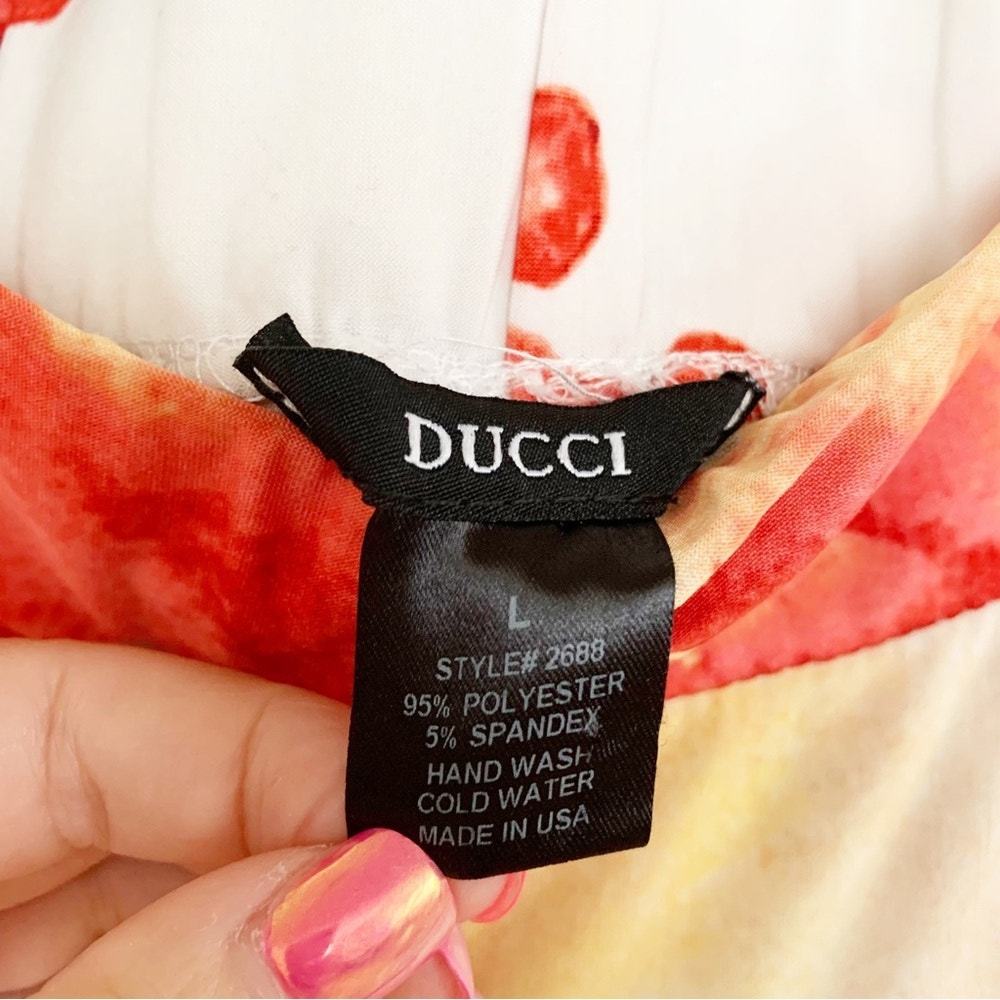 DUCCI
L
STYLE# 2688
95% POLYESTER
5% SPANDEX
HAND WASH
COLD WATER
MADE IN USA